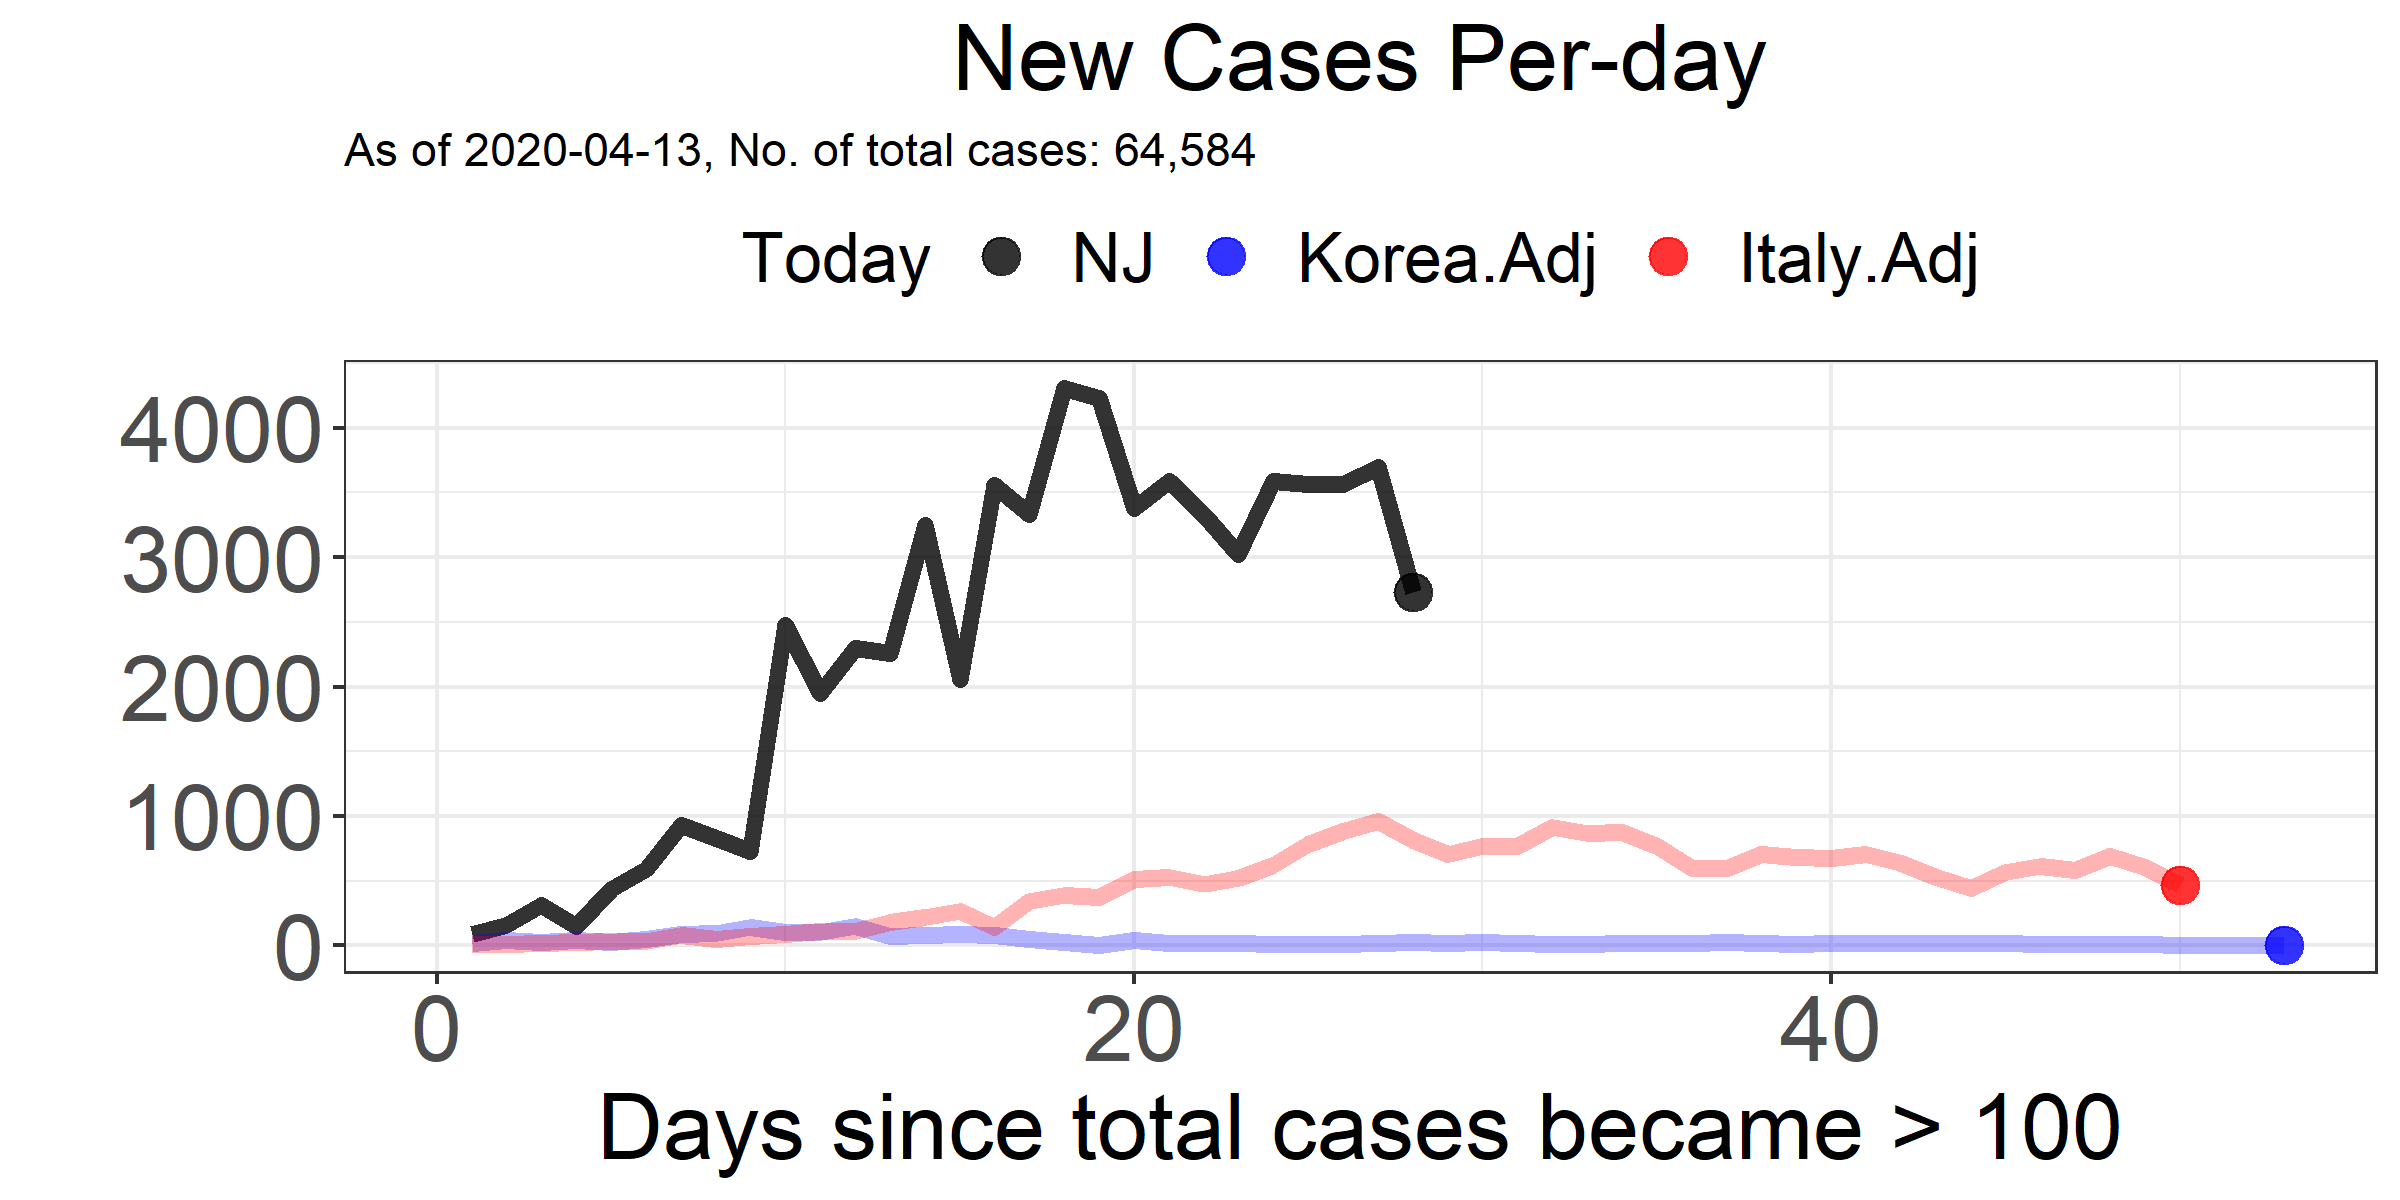 New Cases Per-day
As of 2020-04-13, No. of total cases: 64,584
Today NJ Korea.Adj Italy.Adj
4000
3000
2000
1000
0
0 20 40
Days since total cases became > 100